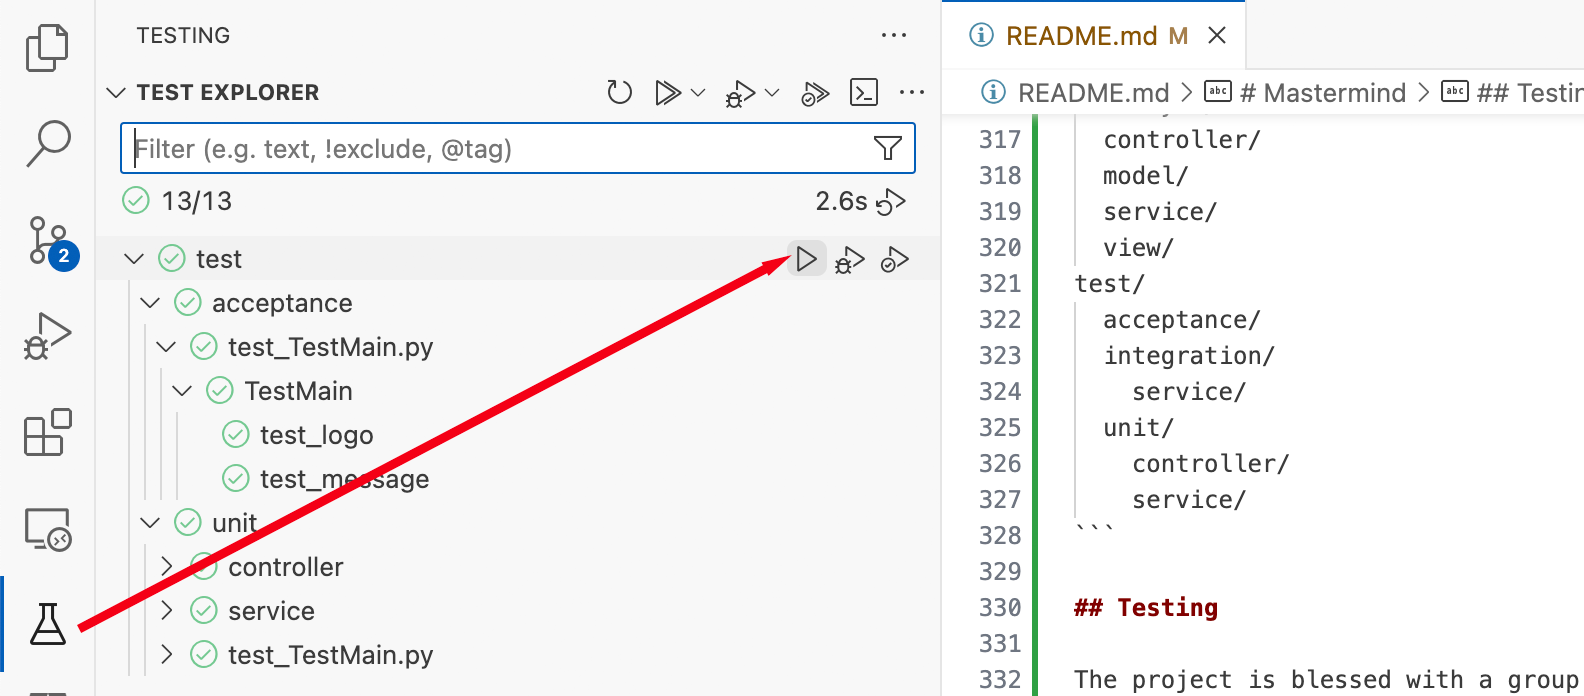 TESTING
TEST EXPLORER
Filter (e.g. text, !exclude, @tag)
13/13
2.6s
test
acceptance
test_TestMain.py
TestMain
test_logo
test_message
unit
controller
service
test_TestMain.py
2
README.md M
README.md > # Mastermind > ## Testin
317 controller/
318 model/
319 service/
320 view/
321 test/
322 acceptance/
323 integration/
324 service/
325 unit/
326 controller/
327 service/
328 ```
329
330 ## Testing
331
332 The project is blessed with a group